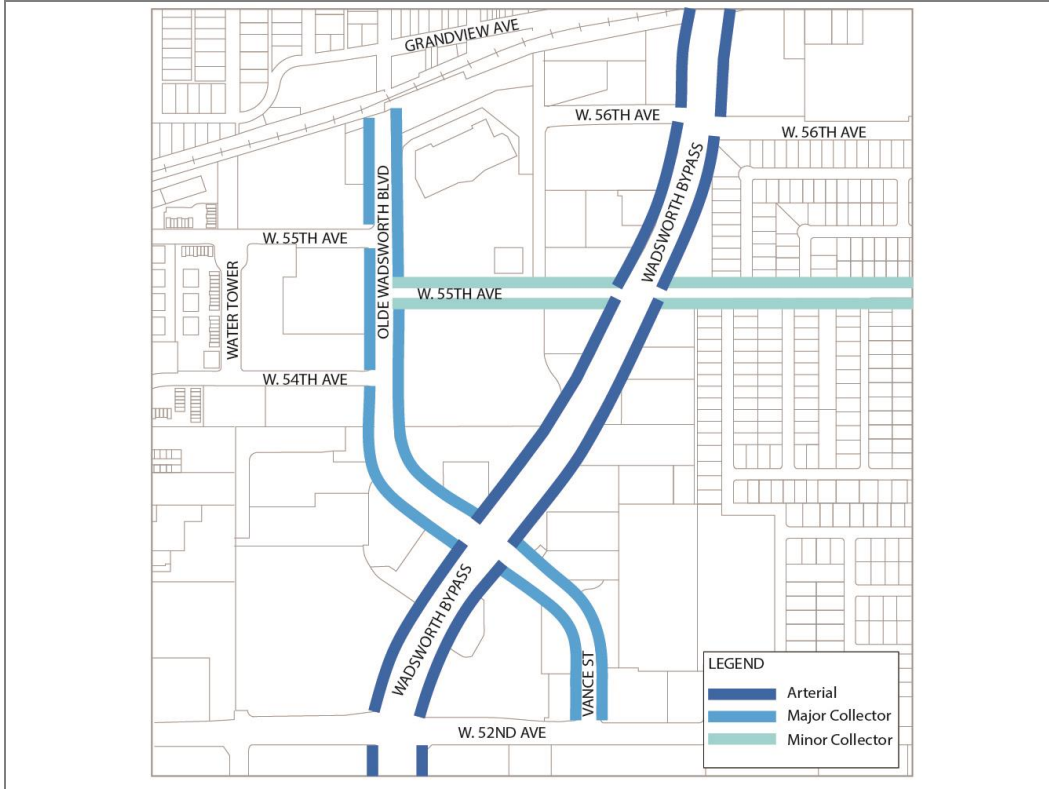 GRANDVIEW AVE
W. 56TH AVE
W. 56TH AVE
WADSWORTH BYPASS
OLDE WADSWORTH BLVD
W. 55TH AVE
WATER TOWER
W. 55TH AVE
W. 54TH AVE
WADSWORTH BYPASS
VANCE ST
W. 52ND AVE
LEGEND
Arterial
Major Collector
Minor Collector